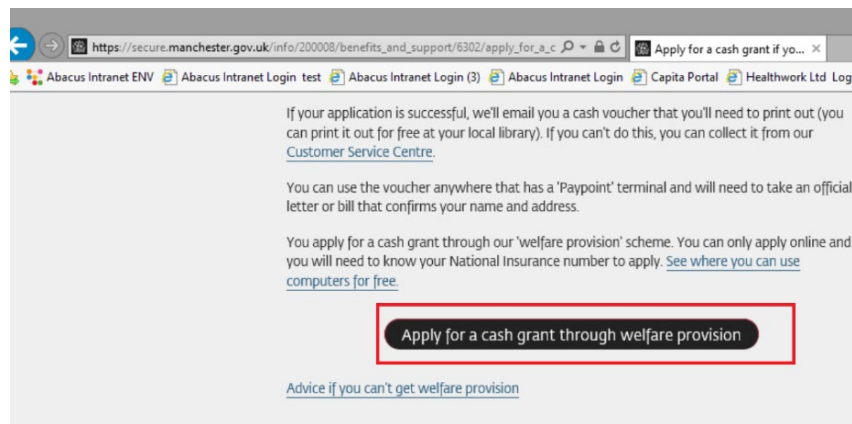 https://secure.manchester.gov.uk/info/200008/benefits_and_support/6302/apply_for_a_c
Apply for a cash grant if yo... ×
Abacus Intranet ENV Abacus Intranet Login test Abacus Intranet Login (3) Abacus Intranet Login Capita Portal Healthwork Ltd Log
If your application is successful, we'll email you a cash voucher that you'll need to print out (you
can print it out for free at your local library). If you can't do this, you can collect it from our
Customer Service Centre.
You can use the voucher anywhere that has a 'Paypoint' terminal and will need to take an official
letter or bill that confirms your name and address.
You apply for a cash grant through our 'welfare provision' scheme. You can only apply online and
you will need to know your National Insurance number to apply. See where you can use
computers for free.
Apply for a cash grant through welfare provision
Advice if you can't get welfare provision